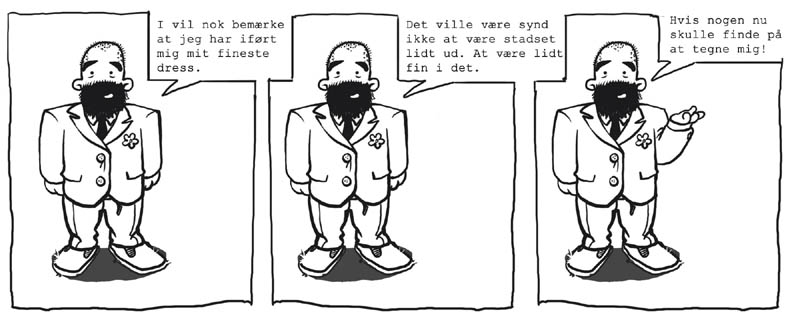 I vil nok bemærke
at jeg har iført
mig mit fineste
dress.
Det ville være synd
ikke at være stadset
lidt ud. At være lidt
fin i det.
Hvis nogen nu
skulle finde på
at tegne mig!